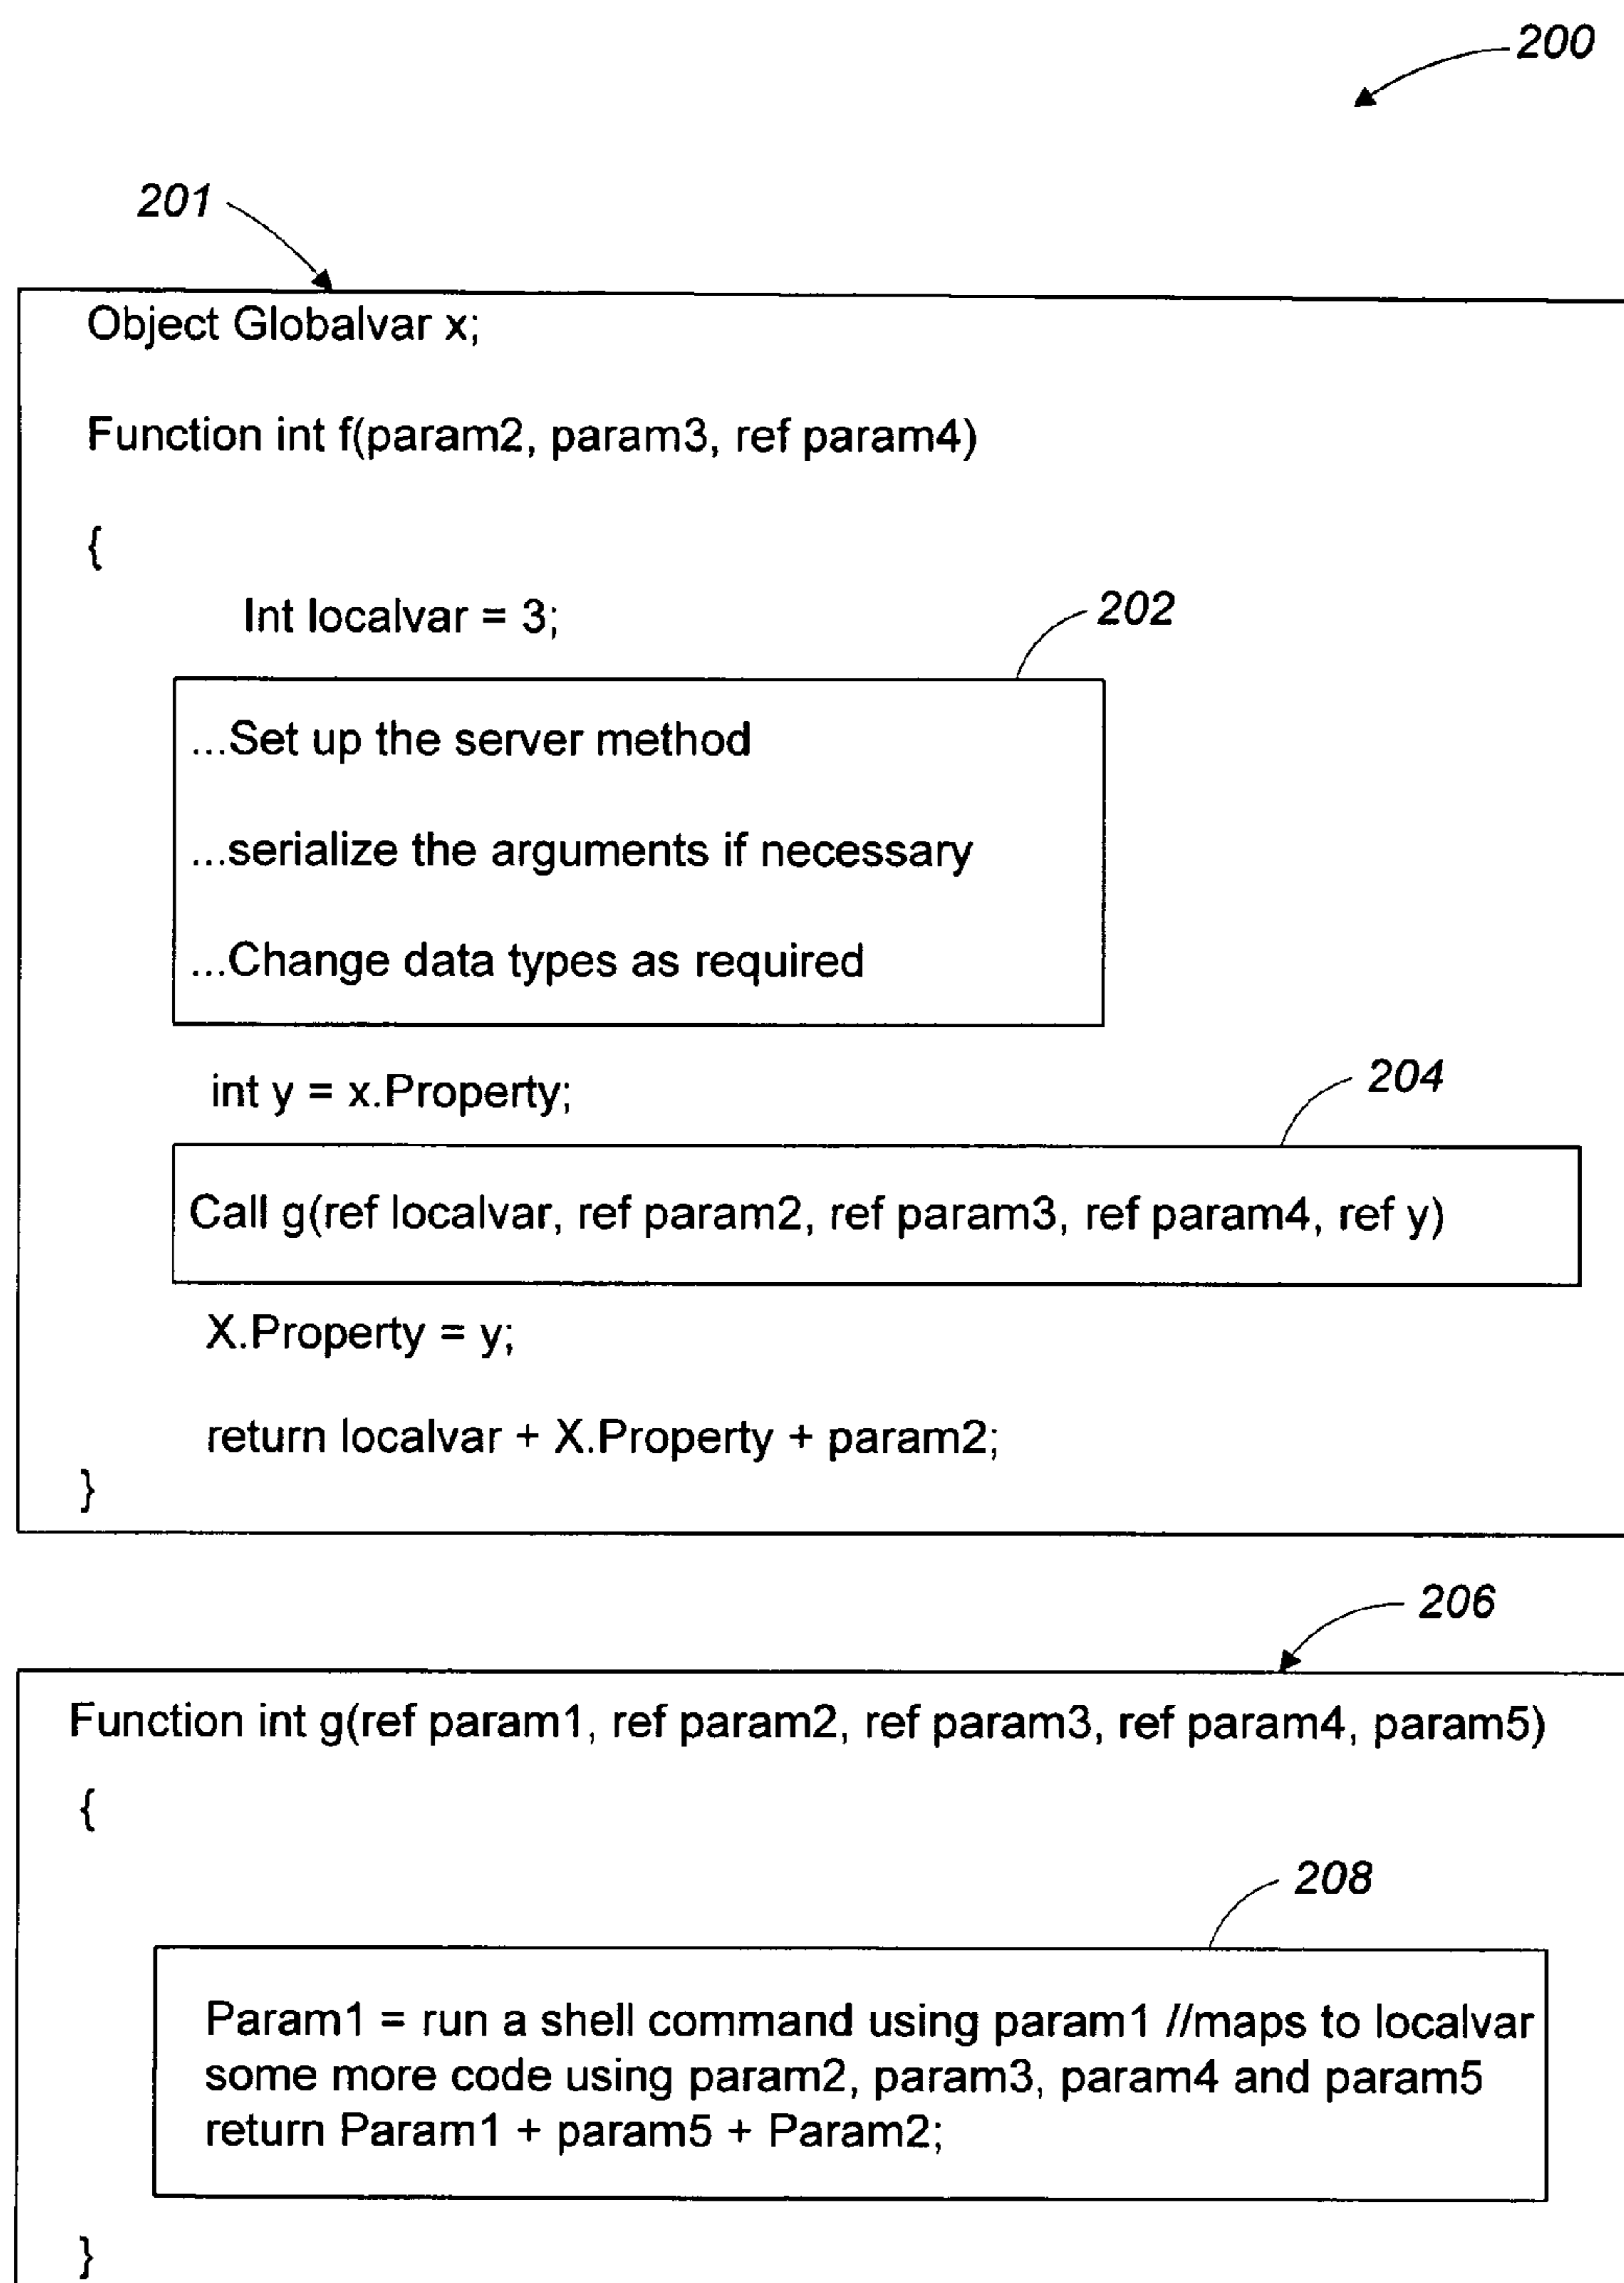 200
201
Object Globalvar x;
Function int f(param2, param3, ref param4)
{
Int localvar = 3;
202
...Set up the server method
...serialize the arguments if necessary
...Change data types as required
int y = x.Property;
204
Call g(ref localvar, ref param2, ref param3, ref param4, ref y)
X.Property = y;
return localvar + X.Property + param2;
}
206
Function int g(ref param1, ref param2, ref param3, ref param4, param5)
{
208
Param1 = run a shell command using param1 //maps to localvar
some more code using param2, param3, param4 and param5
return Param1 + param5 + Param2;
}